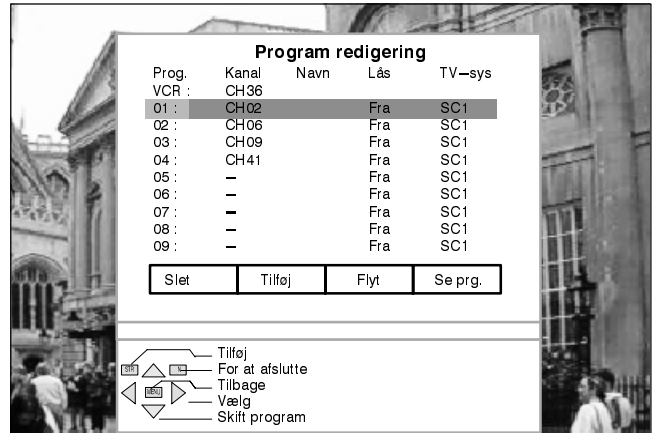 Program redigering
Prog. Kanal Navn Lås TV-sys
VCR : CH36
01 : CH02 Fra SC1
02 : CH06 Fra SC1
03 : CH09 Fra SC1
04 : CH41 Fra SC1
05 : – Fra SC1
06 : – Fra SC1
07 : – Fra SC1
08 : – Fra SC1
09 : – Fra SC1
Slet Tilføj Flyt Se prg.
Tilføj
STR For at afslutte
MENU Tilbage
Vælg
Skift program